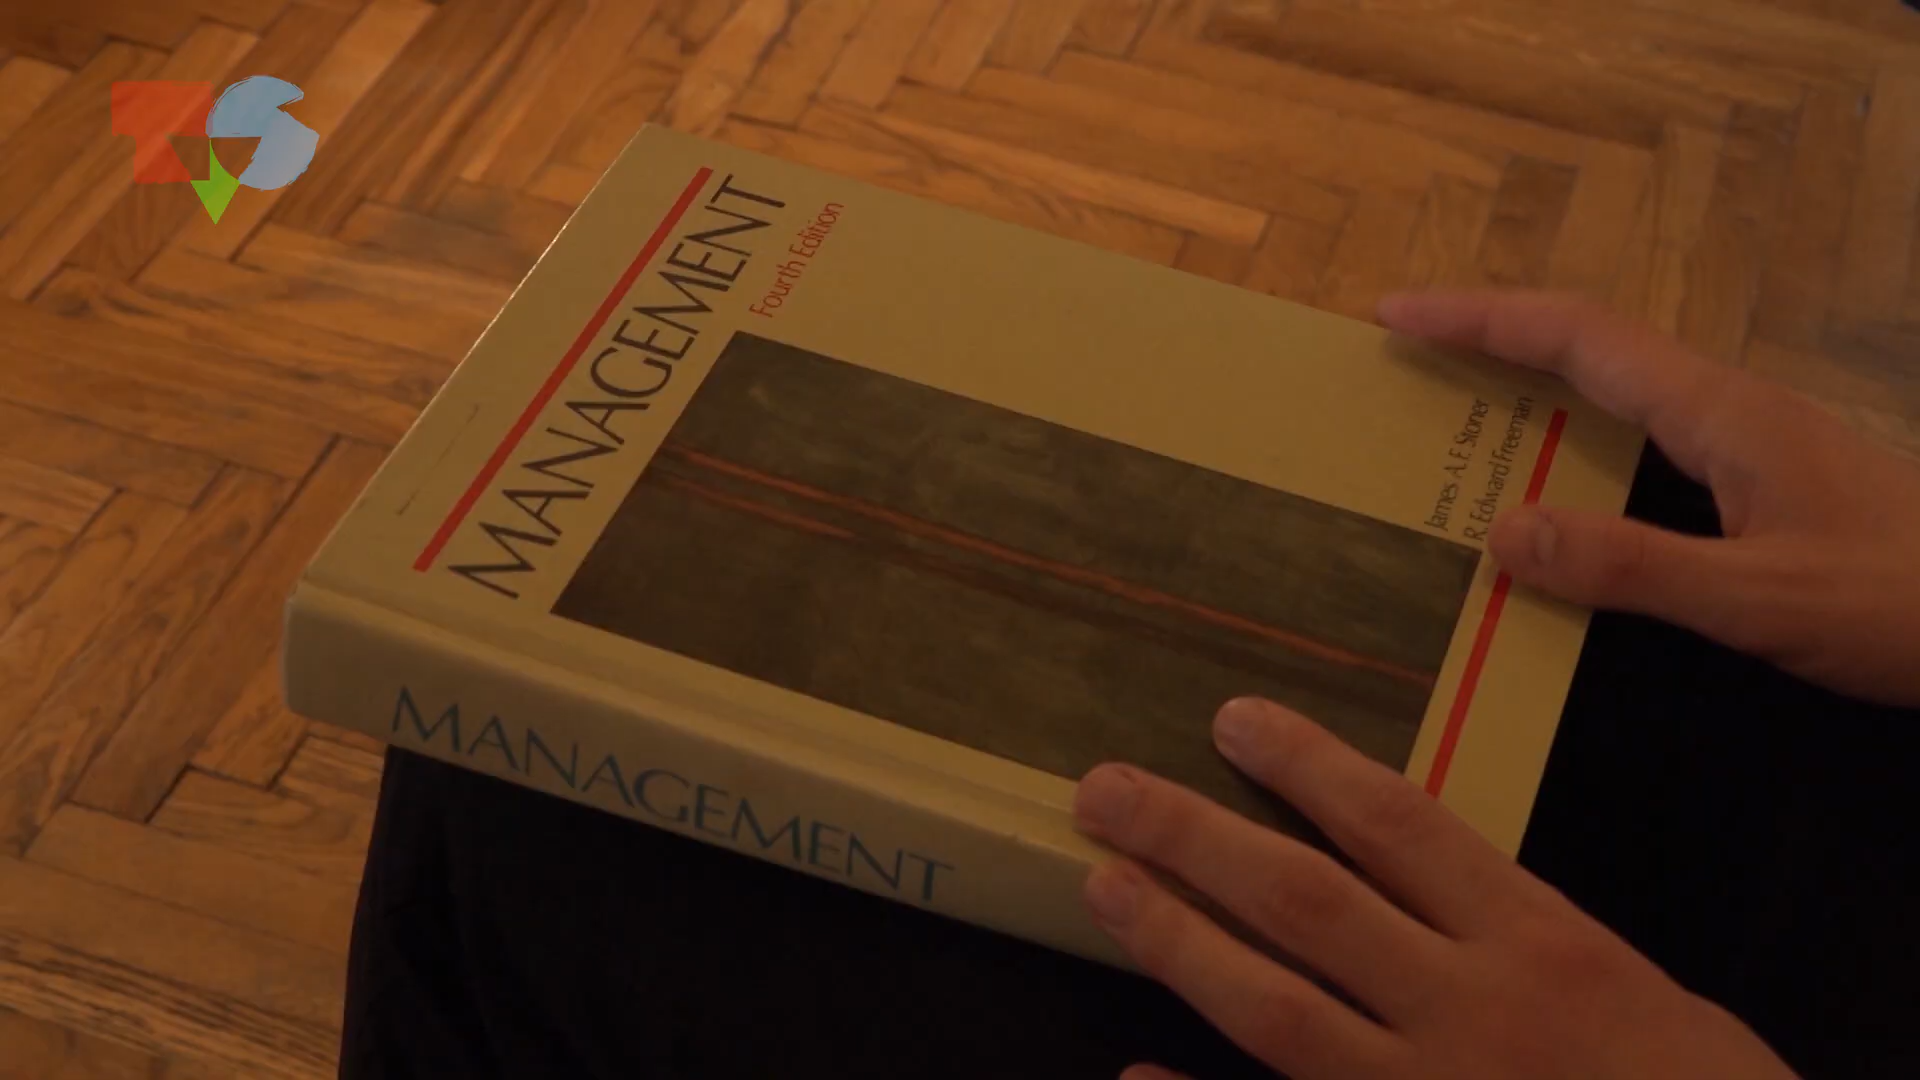 MANAGEMENT
Fourth Edition
James A.F. Stoner
R. Edward Freeman
MANAGEMENT